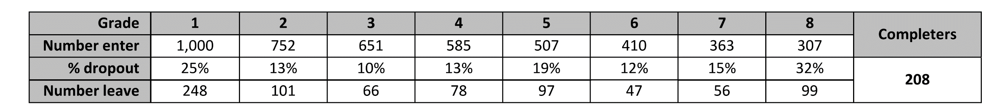 Grade 1 2 3 4 5 6 7 8 Completers
Number enter 1,000 752 651 585 507 410 363 307
% dropout 25% 13% 10% 13% 19% 12% 15% 32% 208
Number leave 248 101 66 78 97 47 56 99